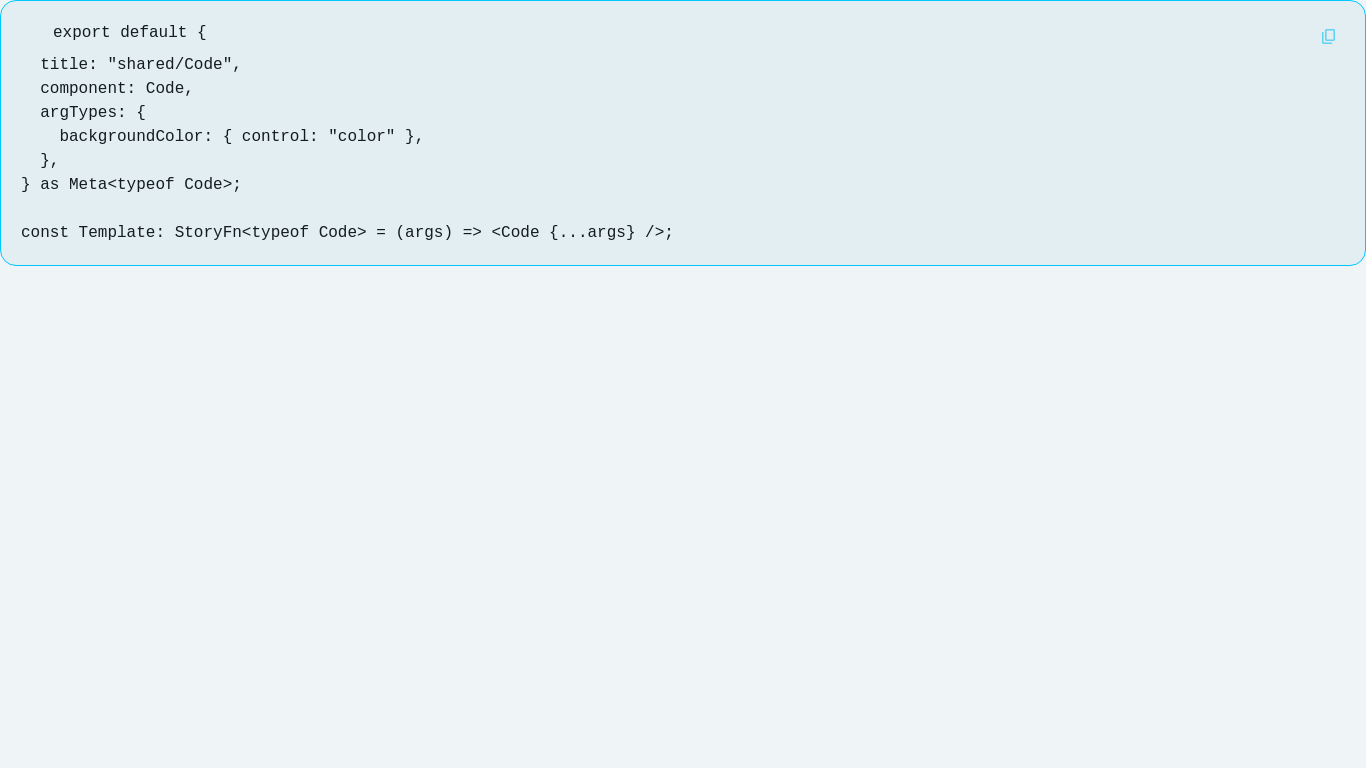 export default {
  title: "shared/Code",
  component: Code,
  argTypes: {
    backgroundColor: { control: "color" },
  },
} as Meta<typeof Code>;

const Template: StoryFn<typeof Code> = (args) => <Code {...args} />;